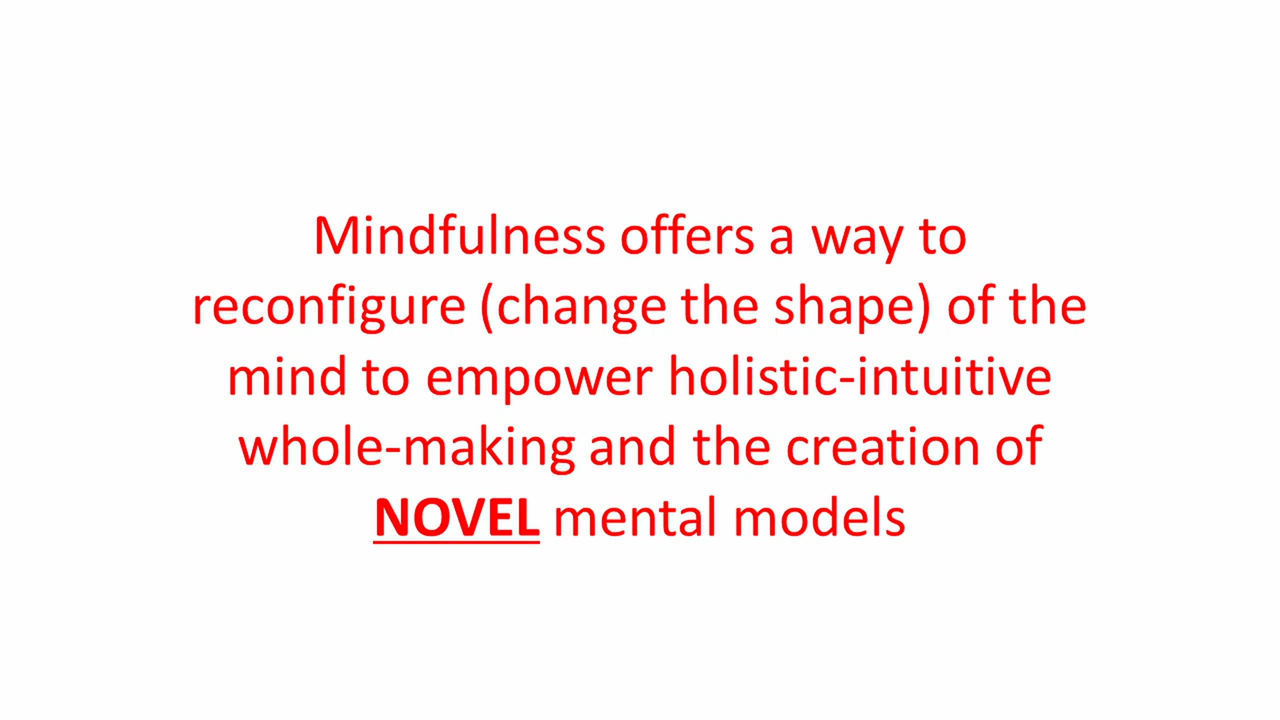 Mindfulness offers a way to
reconfigure (change the shape) of the
mind to empower holistic-intuitive
whole-making and the creation of
NOVEL mental models